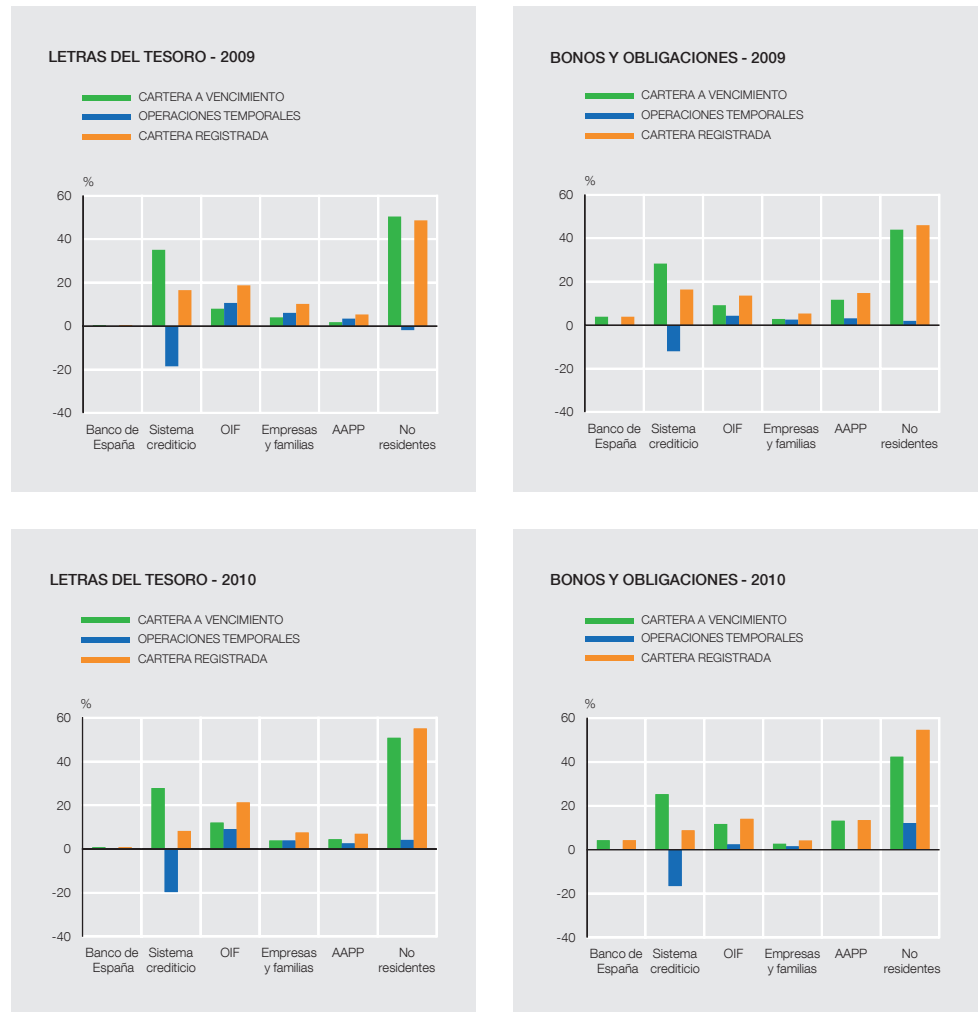 LETRAS DEL TESORO - 2009
CARTERA A VENCIMIENTO
OPERACIONES TEMPORALES
CARTERA REGISTRADA
%
60
40
20
0
-20
-40
Banco de España
Sistema crediticio
OIF
Empresas y familias
AAPP
No residentes
BONOS Y OBLIGACIONES - 2009
CARTERA A VENCIMIENTO
OPERACIONES TEMPORALES
CARTERA REGISTRADA
%
60
40
20
0
-20
-40
Banco de España
Sistema crediticio
OIF
Empresas y familias
AAPP
No residentes
LETRAS DEL TESORO - 2010
CARTERA A VENCIMIENTO
OPERACIONES TEMPORALES
CARTERA REGISTRADA
%
60
40
20
0
-20
-40
Banco de España
Sistema crediticio
OIF
Empresas y familias
AAPP
No residentes
BONOS Y OBLIGACIONES - 2010
CARTERA A VENCIMIENTO
OPERACIONES TEMPORALES
CARTERA REGISTRADA
%
60
40
20
0
-20
-40
Banco de España
Sistema crediticio
OIF
Empresas y familias
AAPP
No residentes